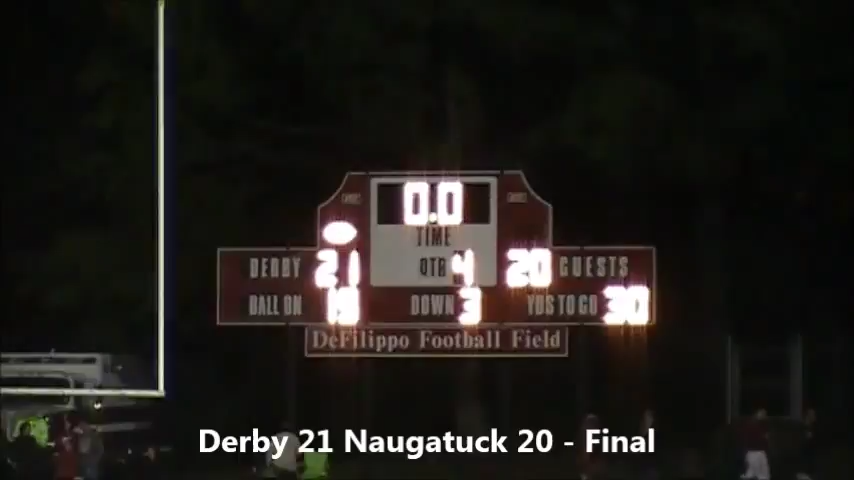 0.0
TIME
DERBY 21 QTR 4 20 GUESTS
BALL ON 19 DOWN 3 YDS TO GO 30
DeFilippo Football Field
Derby 21 Naugatuck 20 - Final